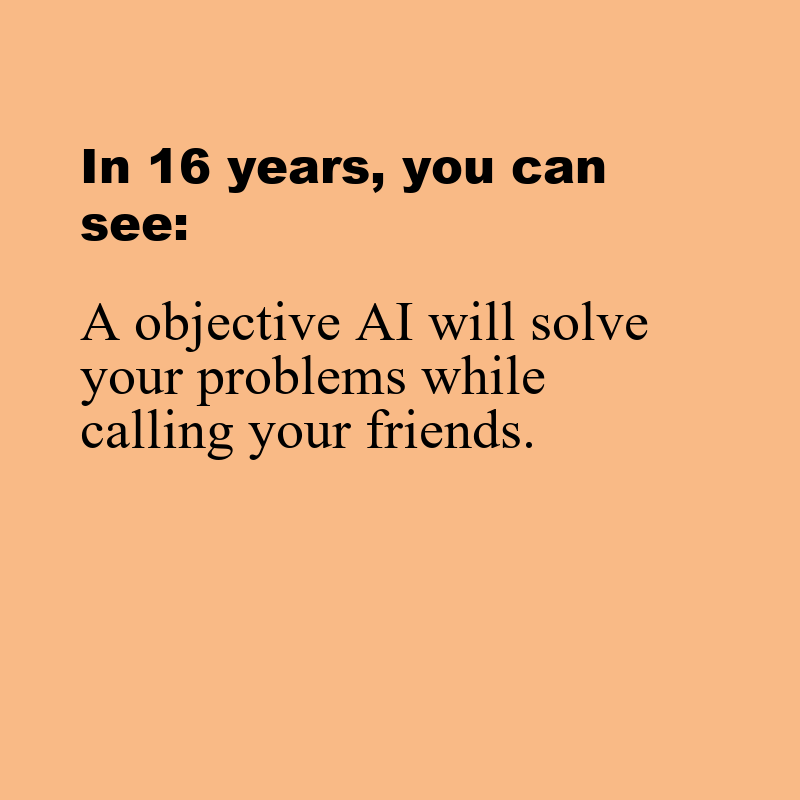 In 16 years, you can
see:
A objective AI will solve
your problems while
calling your friends.